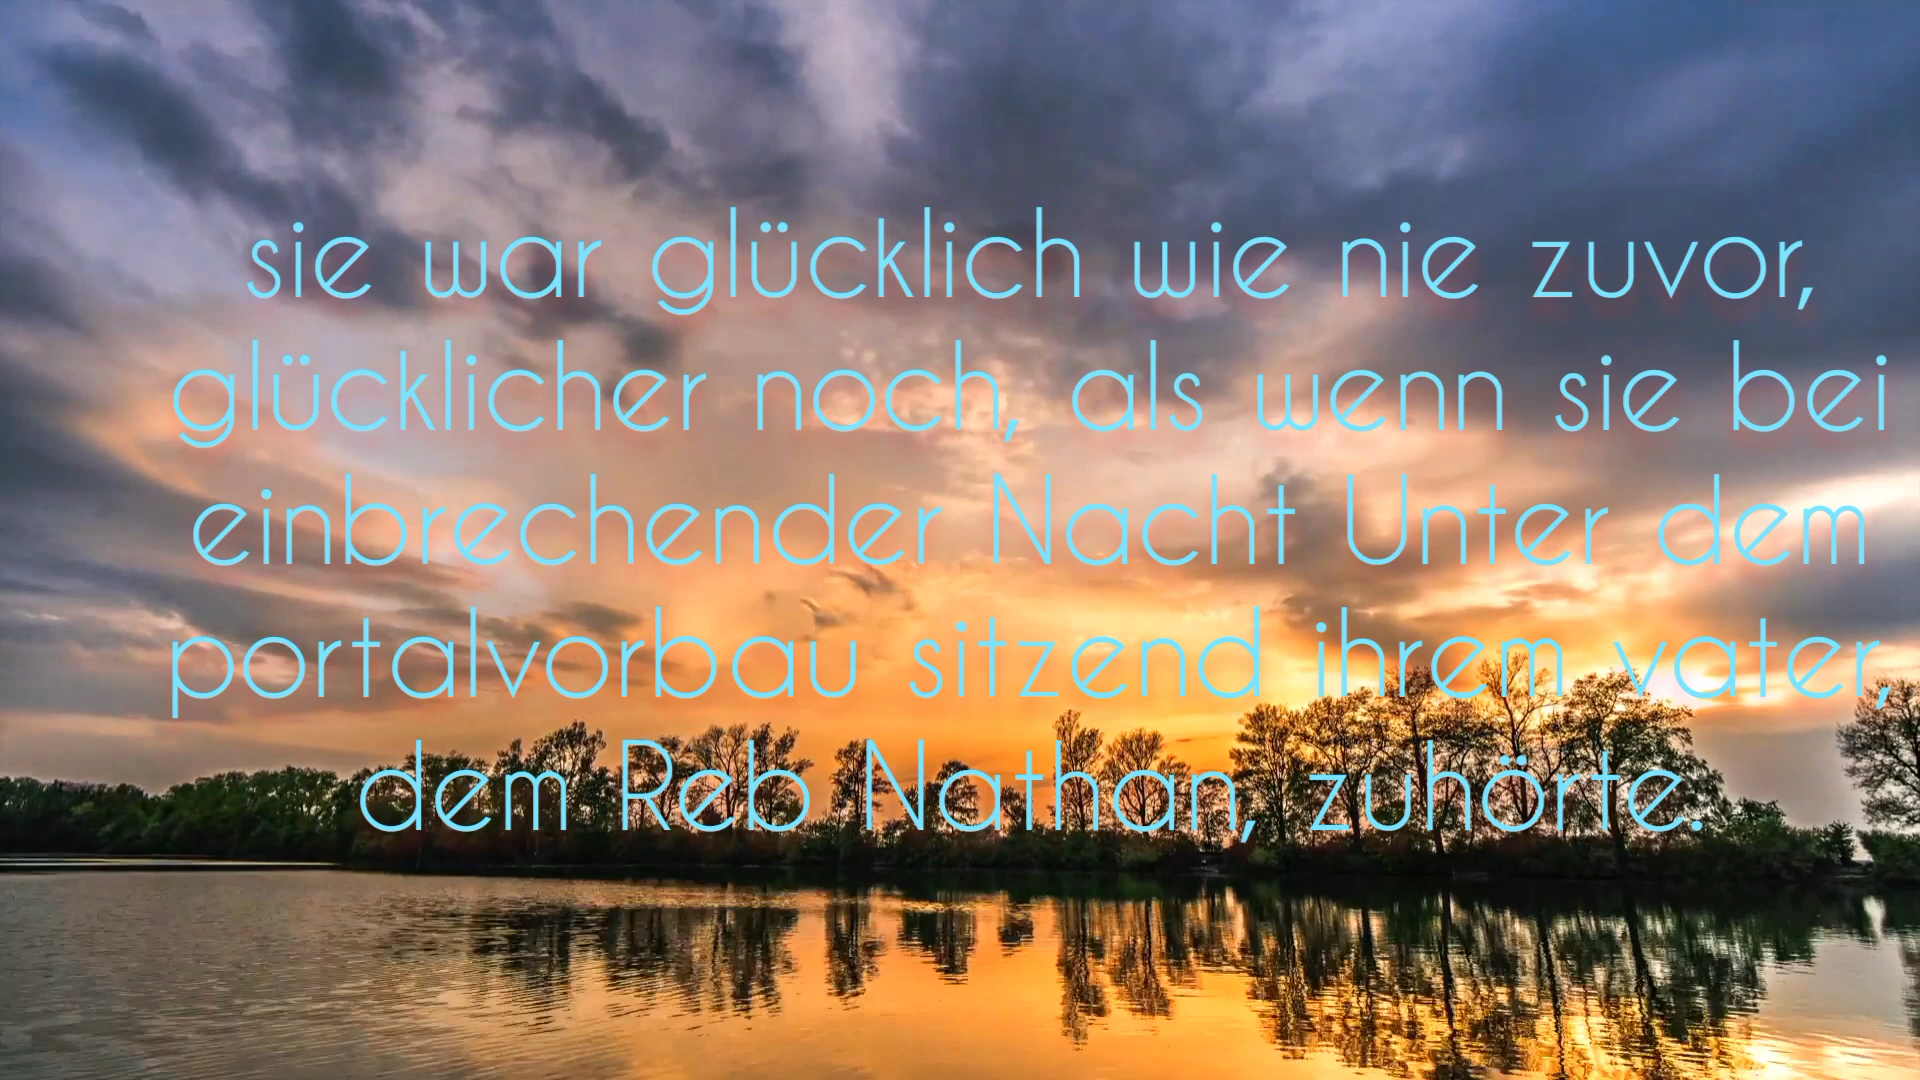 sie war glücklich wie nie zuvor,
glücklicher noch, als wenn sie bei
einbrechender Nacht Unter dem
portalvorbau sitzend ihrem vater,
dem Reb Nathan, zuhörte.